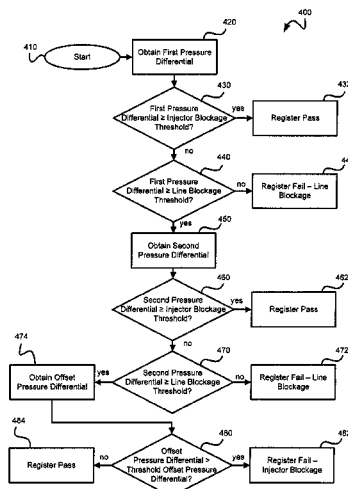 400
420
410
Start
Obtain First Pressure
Differential
430
432
First Pressure
Differential ≥ Injector Blockage
Threshold?
yes
Register Pass
no
440
44
First Pressure
Differential ≥ Line Blockage
Threshold?
no
Register Fail – Line
Blockage
yes
450
Obtain Second
Pressure Differential
460
462
Second Pressure
Differential ≥ Injector Blockage
Threshold?
yes
Register Pass
no
474
470
472
Obtain Offset
Pressure Differential
yes
Second Pressure
Differential ≥ Line Blockage
Threshold?
no
Register Fail – Line
Blockage
484
480
482
Register Pass
no
Offset
Pressure Differential >
Threshold Offset Pressure
Differential?
yes
Register Fail –
Injector Blockage